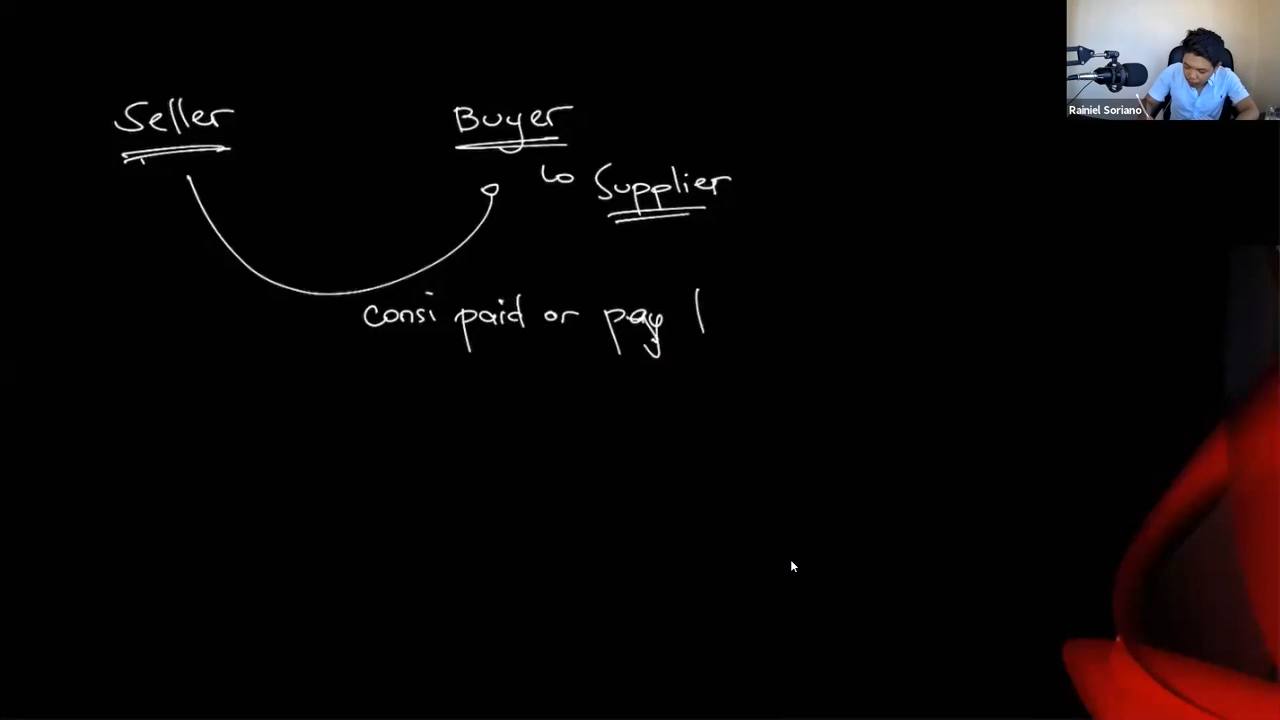 Seller
Buyer
Supplier
consi paid or pay
Rainiel Soriano